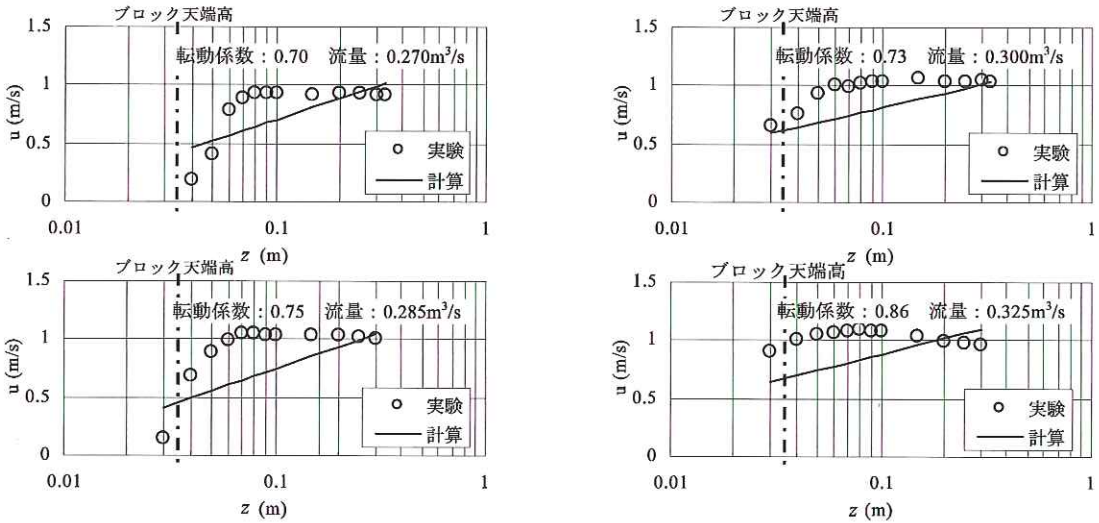 ブロック天端高
1.5
転動係数：0.70 流量：0.270m³/s
1
u (m/s)
0.5
実験
計算
0
0.01
0.1
1
z (m)
ブロック天端高
1.5
転動係数：0.73 流量：0.300m³/s
1
u (m/s)
0.5
実験
計算
0
0.01
0.1
1
z (m)
ブロック天端高
1.5
転動係数：0.75 流量：0.285m³/s
1
u (m/s)
0.5
実験
計算
0
0.01
0.1
1
z (m)
ブロック天端高
1.5
転動係数：0.86 流量：0.325m³/s
1
u (m/s)
0.5
実験
計算
0
0.01
0.1
1
z (m)